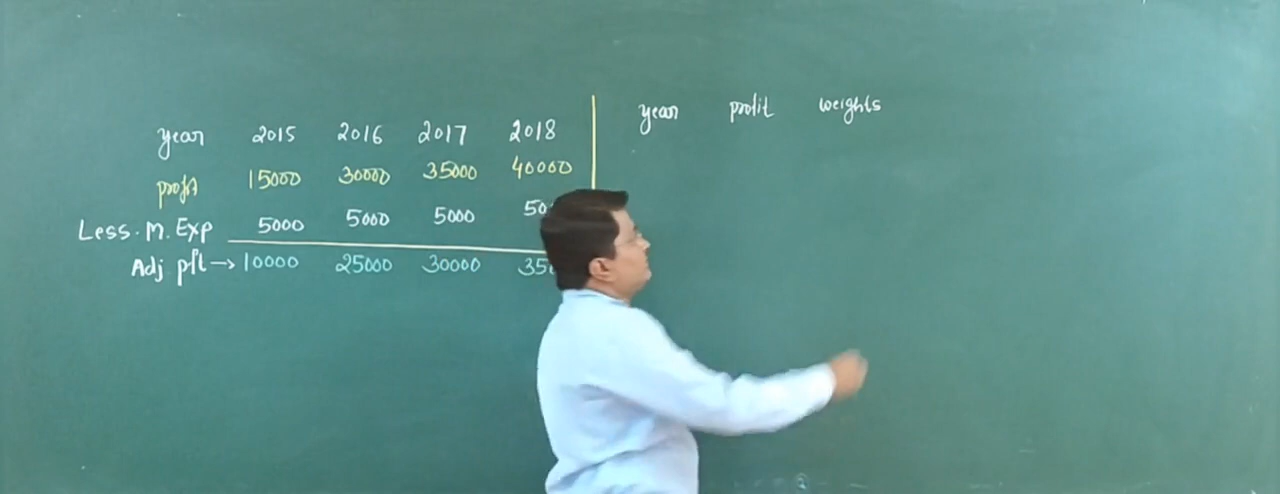 year 2015 2016 2017 2018
profit 15000 30000 35000 40000
Less. M. Exp 5000 5000 5000
Adj pft → 10000 25000 30000
year profit weights